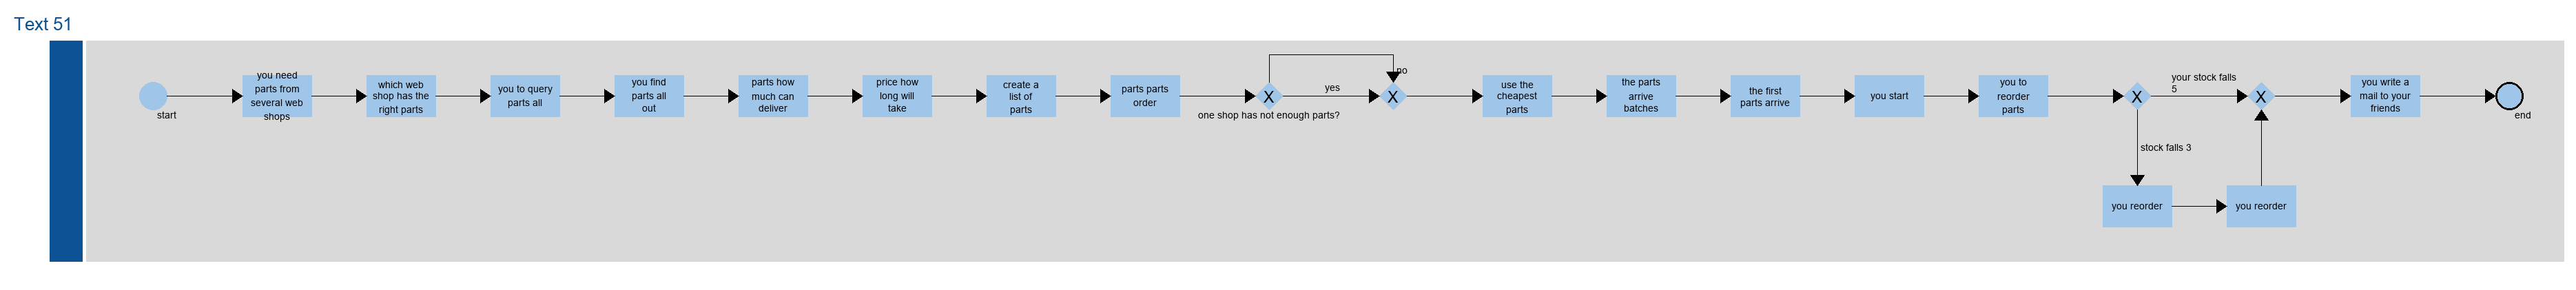 Text 51
start
you need
parts from
several web
shops
which web
shop has the
right parts
you to query
parts all
you find
parts all
out
parts how
much can
deliver
price how
long will
take
create a
list of
parts
parts parts
order
X
one shop has not enough parts?
yes
no
X
use the
cheapest
parts
the parts
arrive
batches
the first
parts arrive
you start
you to
reorder
parts
X
your stock falls
5
stock falls 3
you reorder
you reorder
X
you write a
mail to your
friends
end